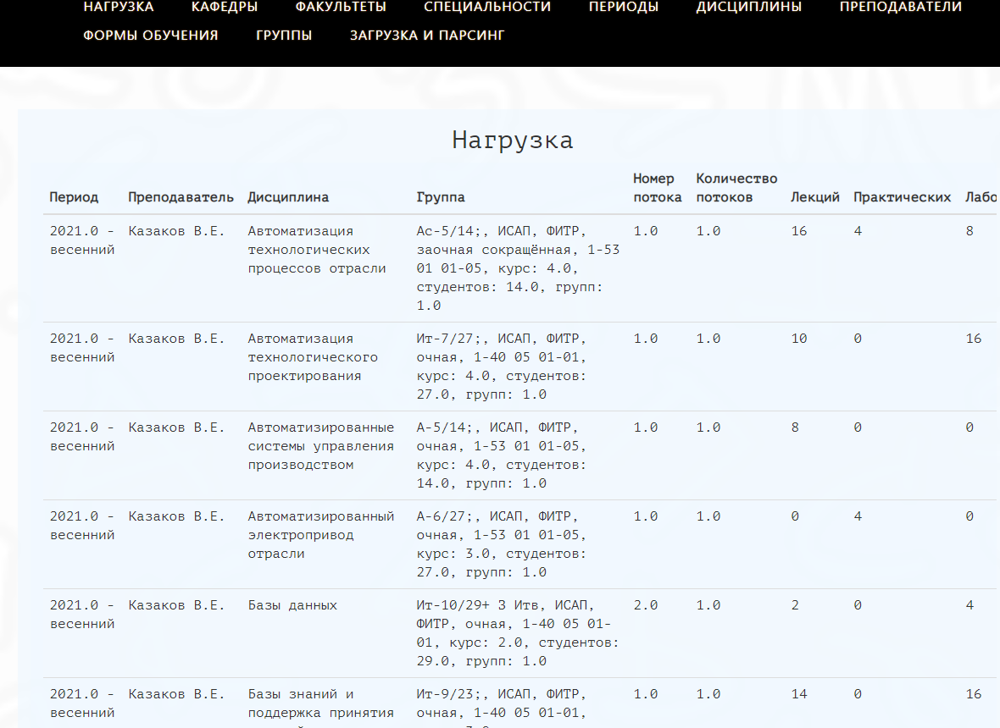 НАГРУЗКА КАФЕДРЫ ФАКУЛЬТЕТЫ СПЕЦИАЛЬНОСТИ ПЕРИОДЫ ДИСЦИПЛИНЫ ПРЕПОДАВАТЕЛИ
ФОРМЫ ОБУЧЕНИЯ ГРУППЫ ЗАГРУЗКА И ПАРСИНГ
Нагрузка
Номер Количество
Период Преподаватель Дисциплина Группа потока потоков Лекций Практических Лабо
2021.0 - Казаков В.Е. Автоматизация Ас-5/14;, ИСАП, ФИТР, 1.0 1.0 16 4 8
весенний технологических заочная сокращённая, 1-53
процессов отрасли 01 01-05, курс: 4.0,
студентов: 14.0, групп:
1.0
2021.0 - Казаков В.Е. Автоматизация Ит-7/27;, ИСАП, ФИТР, 1.0 1.0 10 0 16
весенний технологического очная, 1-40 05 01-01,
проектирования курс: 4.0, студентов:
27.0, групп: 1.0
2021.0 - Казаков В.Е. Автоматизированные А-5/14;, ИСАП, ФИТР, 1.0 1.0 8 0 0
весенний системы управления очная, 1-53 01 01-05,
производством курс: 4.0, студентов:
14.0, групп: 1.0
2021.0 - Казаков В.Е. Автоматизированный А-6/27;, ИСАП, ФИТР, 1.0 1.0 0 4 0
весенний электропривод очная, 1-53 01 01-05,
отрасли курс: 3.0, студентов:
27.0, групп: 1.0
2021.0 - Казаков В.Е. Базы данных Ит-10/29+ 3 Итв, ИСАП, 2.0 1.0 2 0 4
весенний ФИТР, очная, 1-40 05 01-
01, курс: 2.0, студентов:
29.0, групп: 1.0
2021.0 - Казаков В.Е. Базы знаний и Ит-9/23;, ИСАП, ФИТР, 1.0 1.0 14 0 16
весенний поддержка принятия очная, 1-40 05 01-01,